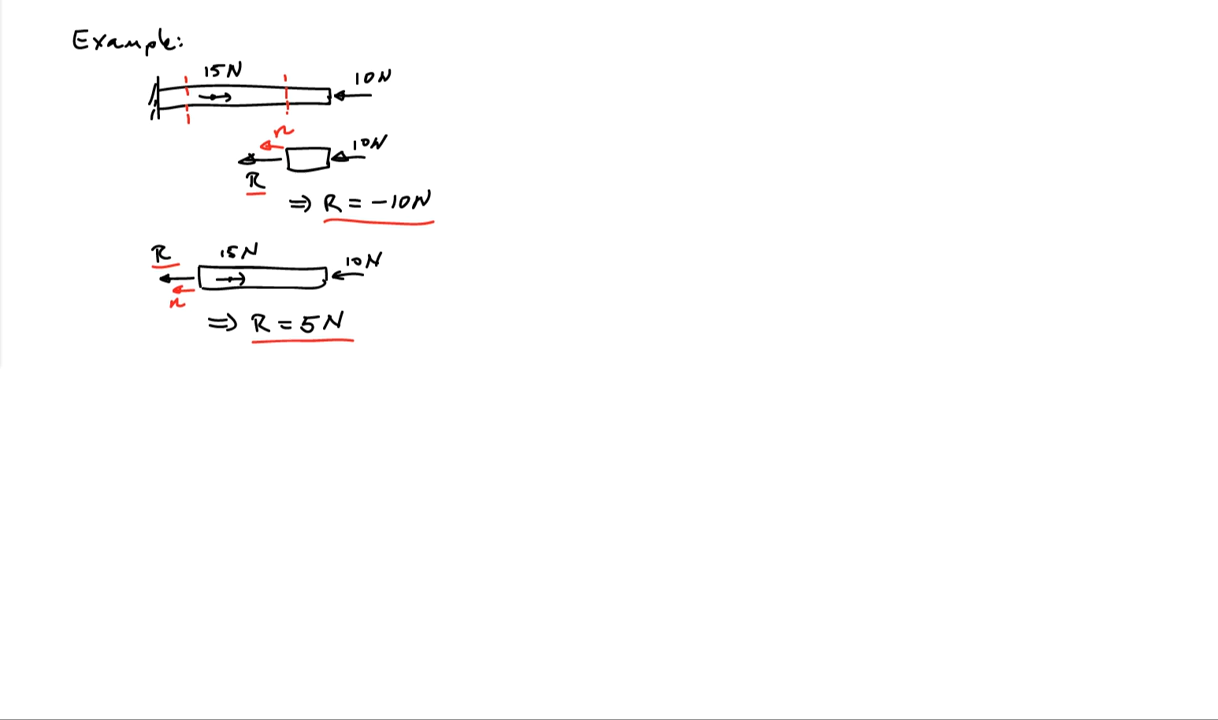 Example:
15N
10N
n
10N
R
⇒ R = -10N
R
15N
10N
n
⇒ R = 5N